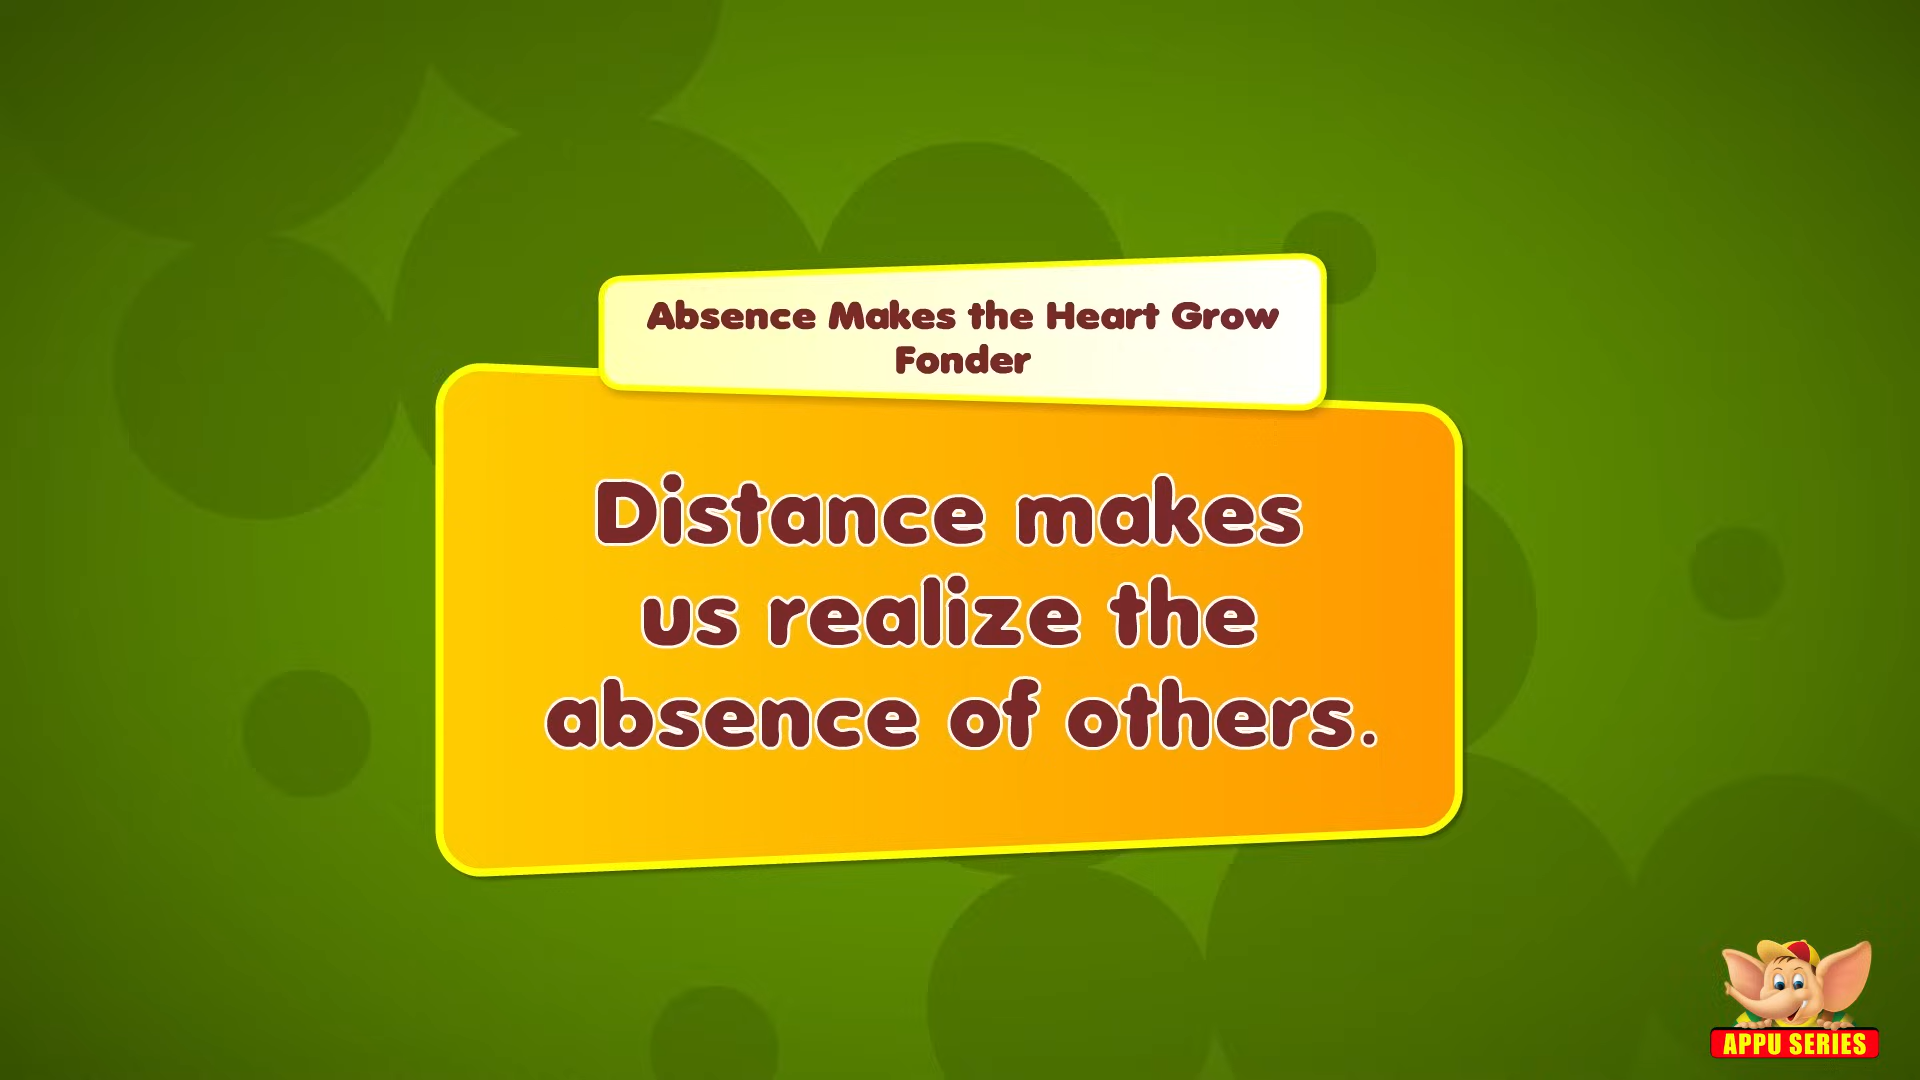 Absence Makes the Heart Grow
Fonder
Distance makes
us realize the
absence of others.
APPU SERIES